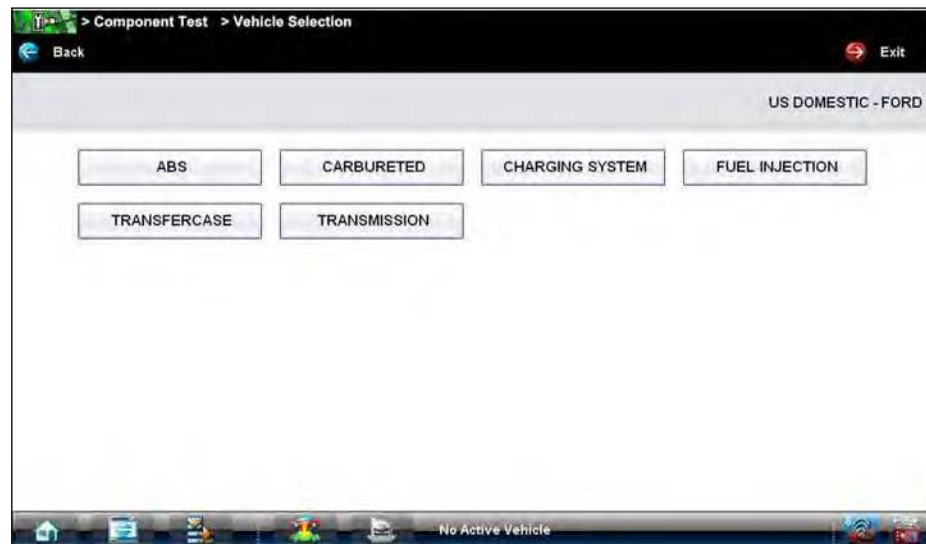 > Component Test > Vehicle Selection
Back Exit
US DOMESTIC - FORD
ABS CARBURETED CHARGING SYSTEM FUEL INJECTION
TRANSFERCASE TRANSMISSION
No Active Vehicle